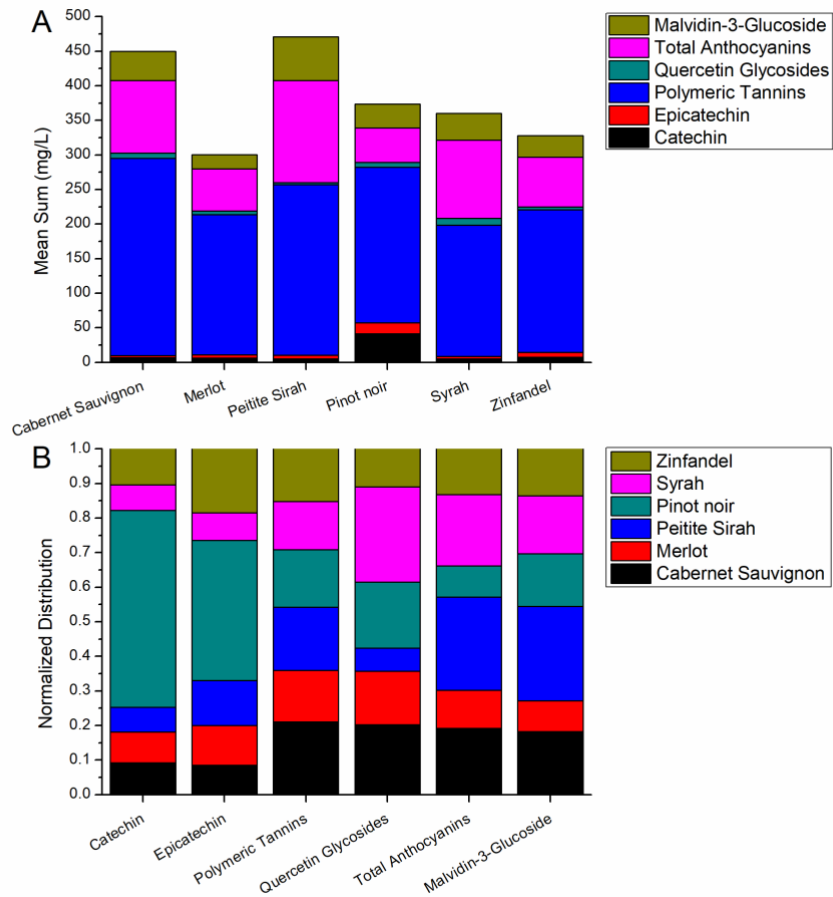 A
500
450
400
350
300
250
200
150
100
50
0
Mean Sum (mg/L)
Cabernet Sauvignon
Merlot
Peitite Sirah
Pinot noir
Syrah
Zinfandel
Malvidin-3-Glucoside
Total Anthocyanins
Quercetin Glycosides
Polymeric Tannins
Epicatechin
Catechin
B
1.0
0.9
0.8
0.7
0.6
0.5
0.4
0.3
0.2
0.1
0.0
Normalized Distribution
Catechin
Epicatechin
Polymeric Tannins
Quercetin Glycosides
Total Anthocyanins
Malvidin-3-Glucoside
Zinfandel
Syrah
Pinot noir
Peitite Sirah
Merlot
Cabernet Sauvignon